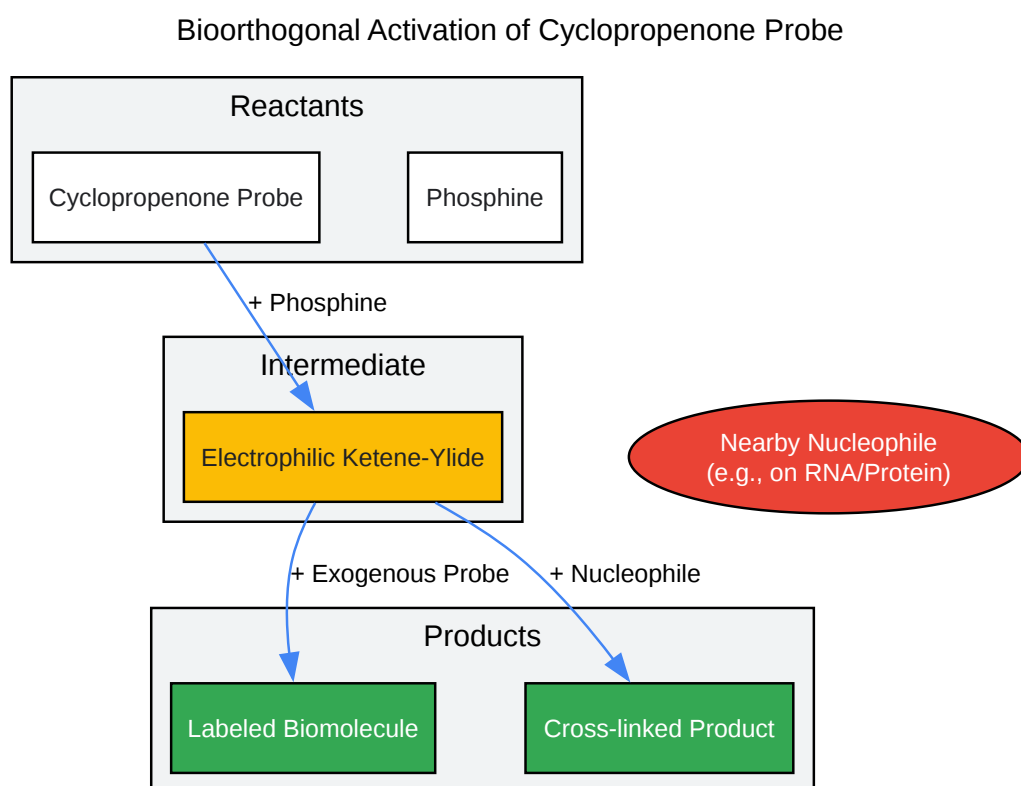 Bioorthogonal Activation of Cyclopropenone Probe
Reactants
Cyclopropenone Probe
Phosphine
+ Phosphine
Intermediate
Electrophilic Ketene-Ylide
Nearby Nucleophile
(e.g., on RNA/Protein)
+ Exogenous Probe
+ Nucleophile
Products
Labeled Biomolecule
Cross-linked Product